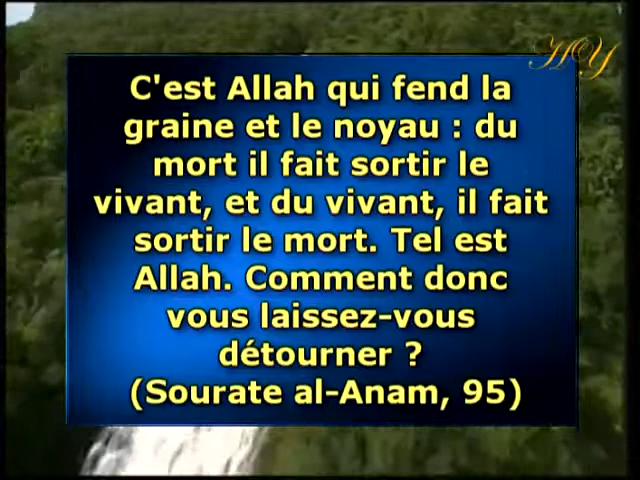 HY
C'est Allah qui fend la
graine et le noyau : du
mort il fait sortir le
vivant, et du vivant, il fait
sortir le mort. Tel est
Allah. Comment donc
vous laissez-vous
détourner ?
(Sourate al-Anam, 95)